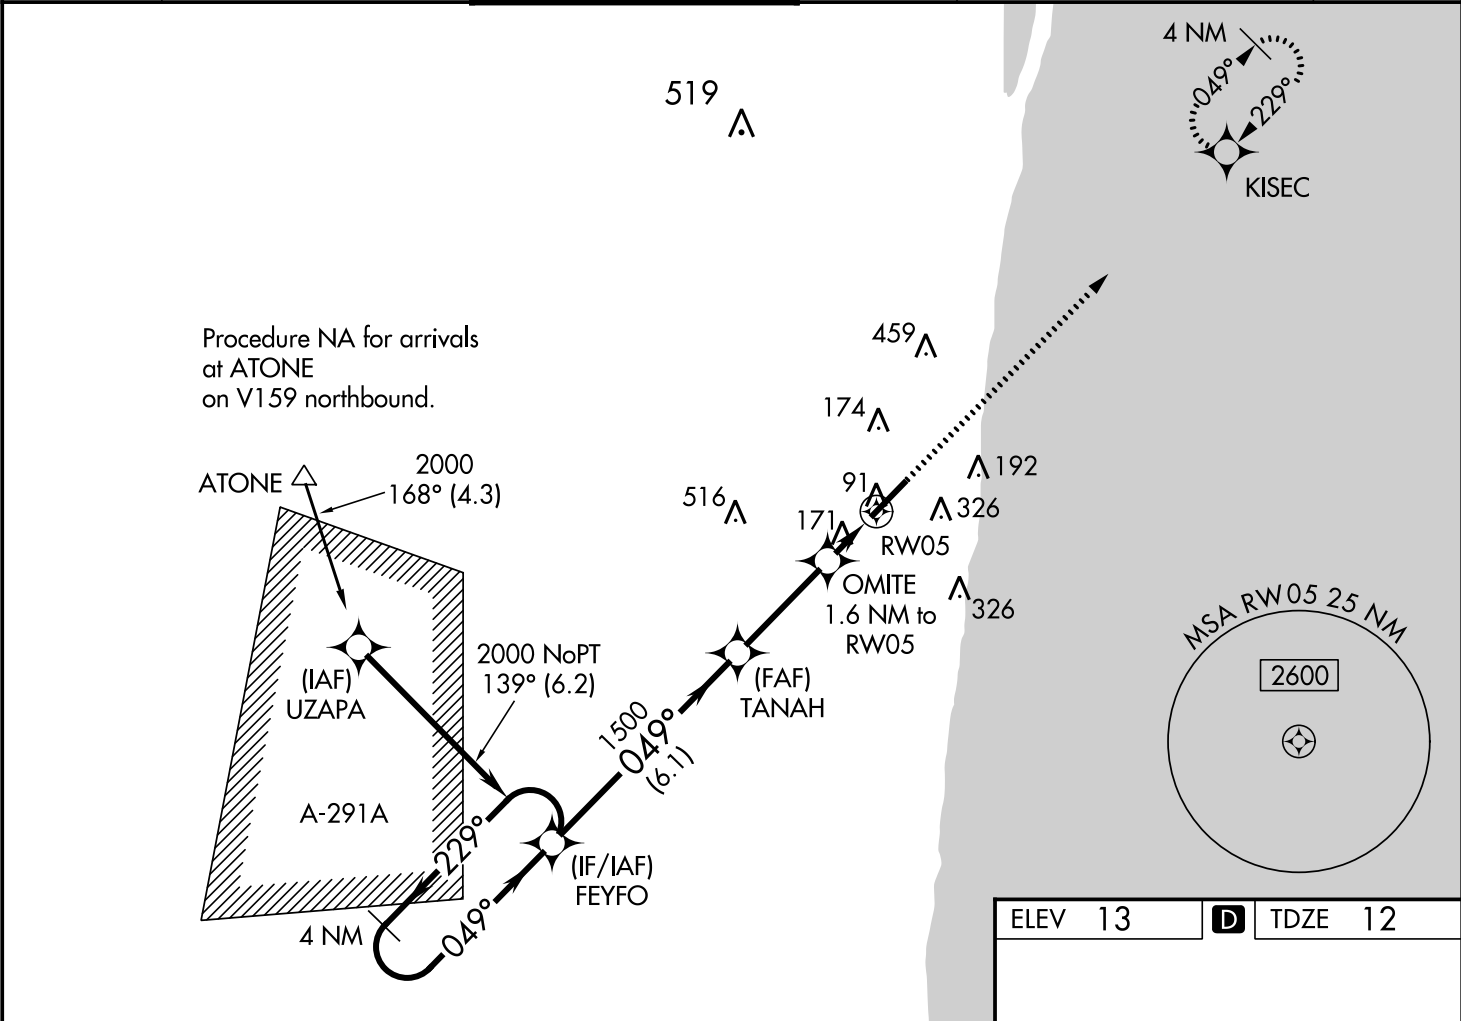 4 NM
049°
229°
KISEC
519
Procedure NA for arrivals
at ATONE
on V159 northbound.
459
174
ATONE
2000
168° (4.3)
516
91
192
171
326
RW05
OMITE
1.6 NM to
RW05
326
MSA RW05 25 NM
2600
(IAF)
UZAPA
2000 NoPT
139° (6.2)
(FAF)
TANAH
1500
049°
(6.1)
A-291A
229°
(IF/IAF)
FEYFO
049°
4 NM
ELEV 13 D TDZE 12